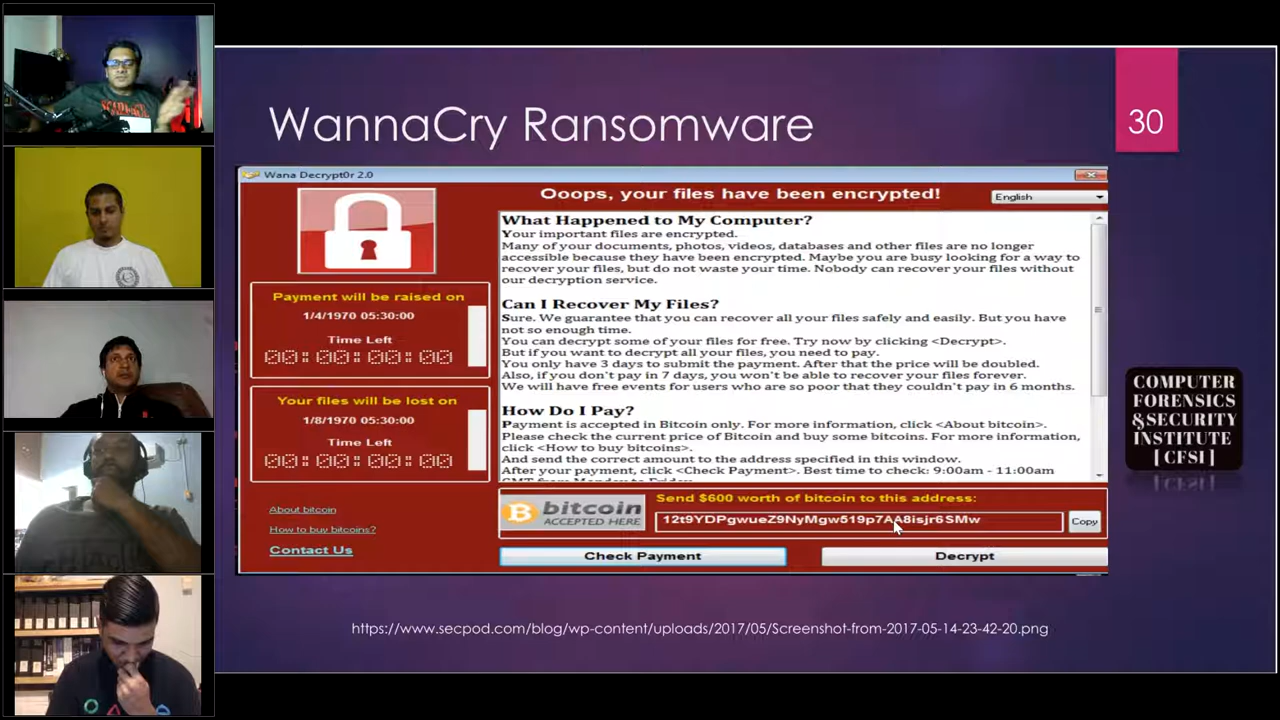 WannaCry Ransomware
30
Wana Decrypt0r 2.0
Ooops, your files have been encrypted!
English
What Happened to My Computer?
Your important files are encrypted.
Many of your documents, photos, videos, databases and other files are no longer
accessible because they have been encrypted. Maybe you are busy looking for a way to
recover your files, but do not waste your time. Nobody can recover your files without
our decryption service.
Can I Recover My Files?
Sure. We guarantee that you can recover all your files safely and easily. But you have
not so enough time.
You can decrypt some of your files for free. Try now by clicking <Decrypt>.
But if you want to decrypt all your files, you need to pay.
You only have 3 days to submit the payment. After that the price will be doubled.
Also, if you don't pay in 7 days, you won't be able to recover your files forever.
We will have free events for users who are so poor that they couldn't pay in 6 months.
How Do I Pay?
Payment is accepted in Bitcoin only. For more information, click <About bitcoin>.
Please check the current price of Bitcoin and buy some bitcoins. For more information,
click <How to buy bitcoins>.
And send the correct amount to the address specified in this window.
After your payment, click <Check Payment>. Best time to check: 9:00am - 11:00am
GMT from Monday to Friday.
Payment will be raised on
1/4/1970 05:30:00
Time Left
00:00:00:00
Your files will be lost on
1/8/1970 05:30:00
Time Left
00:00:00:00
About bitcoin
How to buy bitcoins?
Contact Us
bitcoin
ACCEPTED HERE
Send $600 worth of bitcoin to this address:
12t9YDPgwueZ9NyMgw519p7AA8isjr6SMw
Copy
Check Payment
Decrypt
https://www.secpod.com/blog/wp-content/uploads/2017/05/Screenshot-from-2017-05-14-23-42-20.png
COMPUTER
FORENSICS
&SECURITY
INSTITUTE
[ CFSI ]